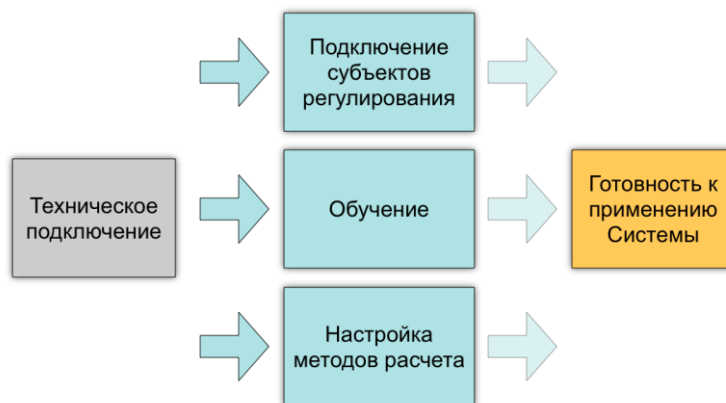 Подключение
субъектов
регулирования
Техническое
подключение
Обучение
Готовность к
применению
Системы
Настройка
методов расчета